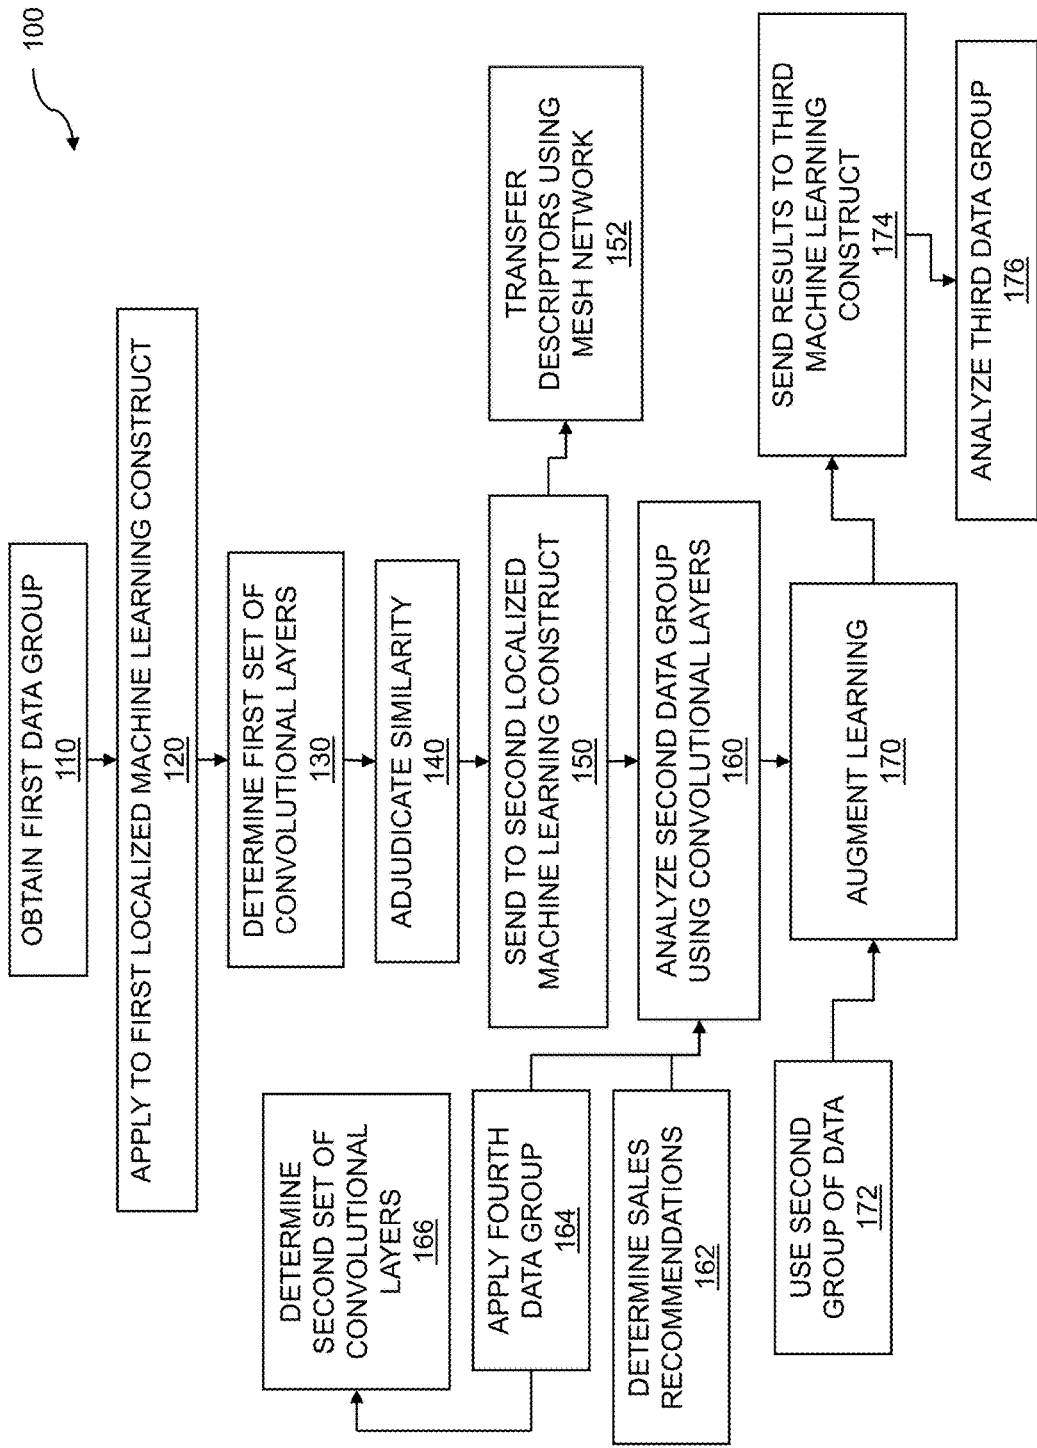 100
OBTAIN FIRST DATA GROUP
110
APPLY TO FIRST LOCALIZED MACHINE LEARNING CONSTRUCT
120
DETERMINE FIRST SET OF
CONVOLUTIONAL LAYERS
130
ADJUDICATE SIMILARITY
140
SEND TO SECOND LOCALIZED
MACHINE LEARNING CONSTRUCT
150
TRANSFER
DESCRIPTORS USING
MESH NETWORK
152
ANALYZE SECOND DATA GROUP
USING CONVOLUTIONAL LAYERS
160
DETERMINE SALES
RECOMMENDATIONS
162
APPLY FOURTH
DATA GROUP
164
DETERMINE
SECOND SET OF
CONVOLUTIONAL
LAYERS
166
AUGMENT LEARNING
170
USE SECOND
GROUP OF DATA
172
SEND RESULTS TO THIRD
MACHINE LEARNING
CONSTRUCT
174
ANALYZE THIRD DATA GROUP
176